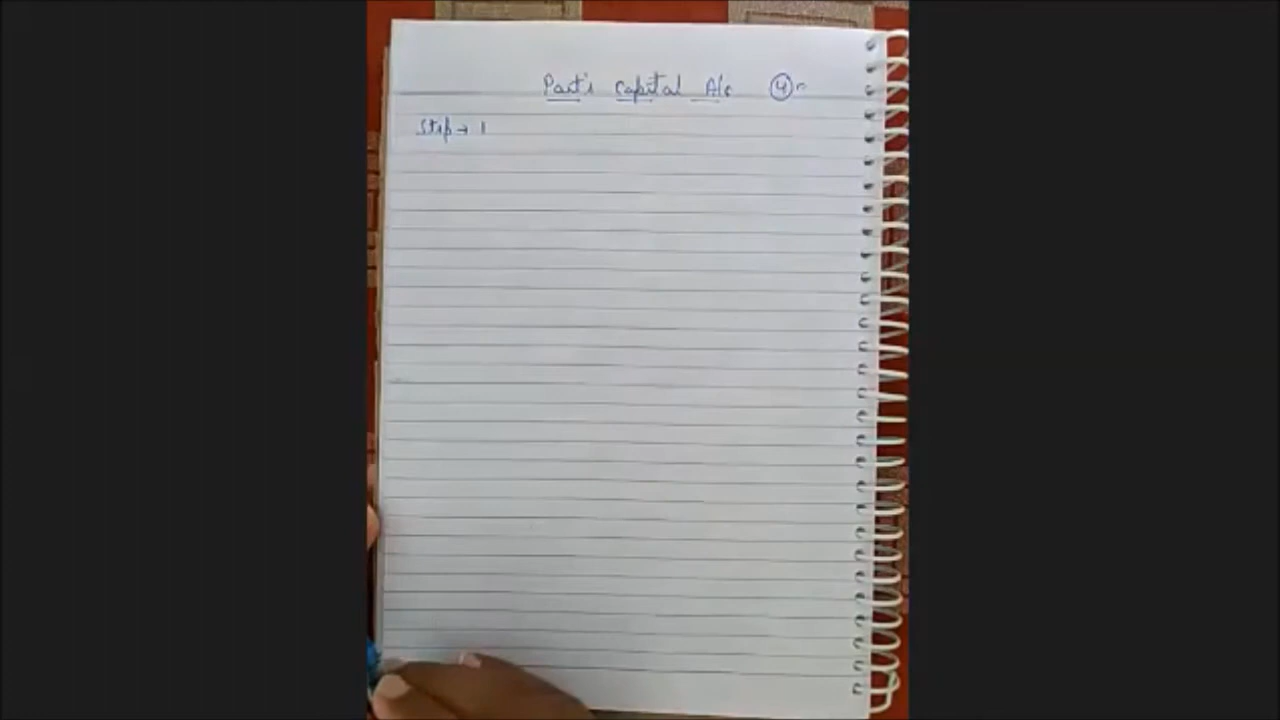 Part's Capital A/c ④
Step → 1